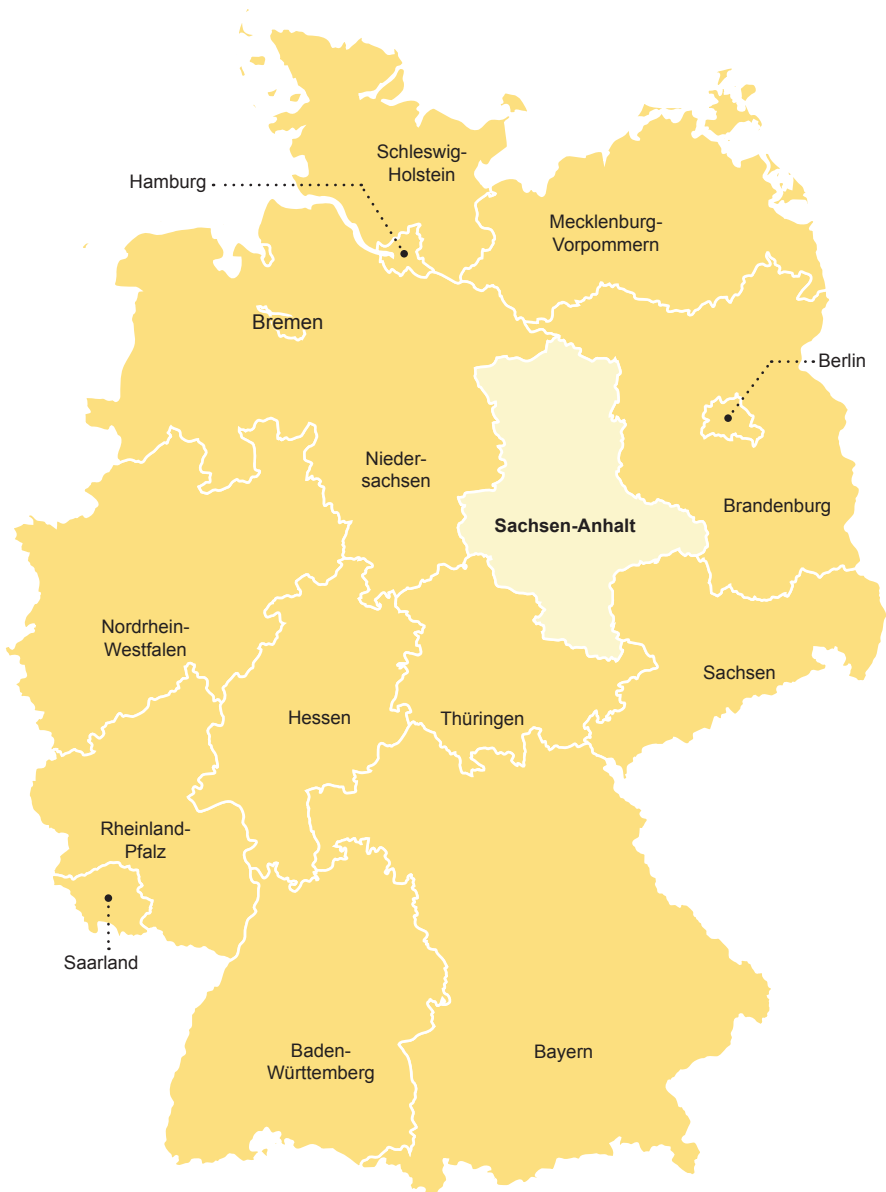 Schleswig-
Holstein
Hamburg
Mecklenburg-
Vorpommern
Bremen
Berlin
Nieder-
sachsen
Brandenburg
Sachsen-Anhalt
Nordrhein-
Westfalen
Sachsen
Hessen
Thüringen
Rheinland-
Pfalz
Saarland
Baden-
Württemberg
Bayern